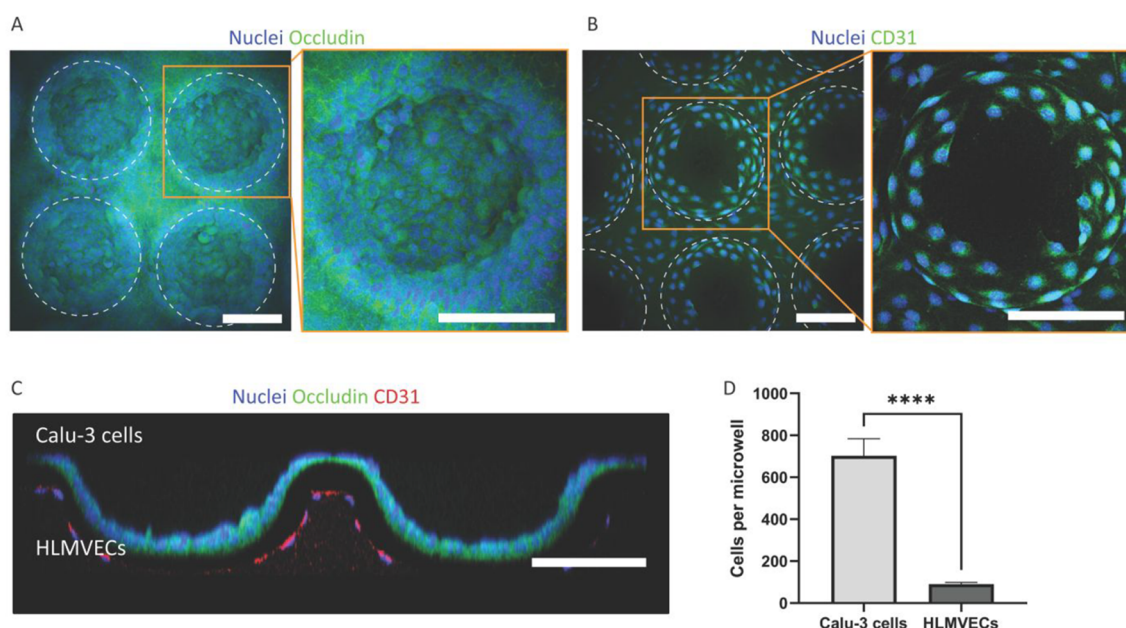 A
Nuclei Occludin
B
Nuclei CD31
C
Nuclei Occludin CD31
Calu-3 cells
HLMVECs
D
Cells per microwell
1000
800
600
400
200
0
****
Calu-3 cells HLMVECs